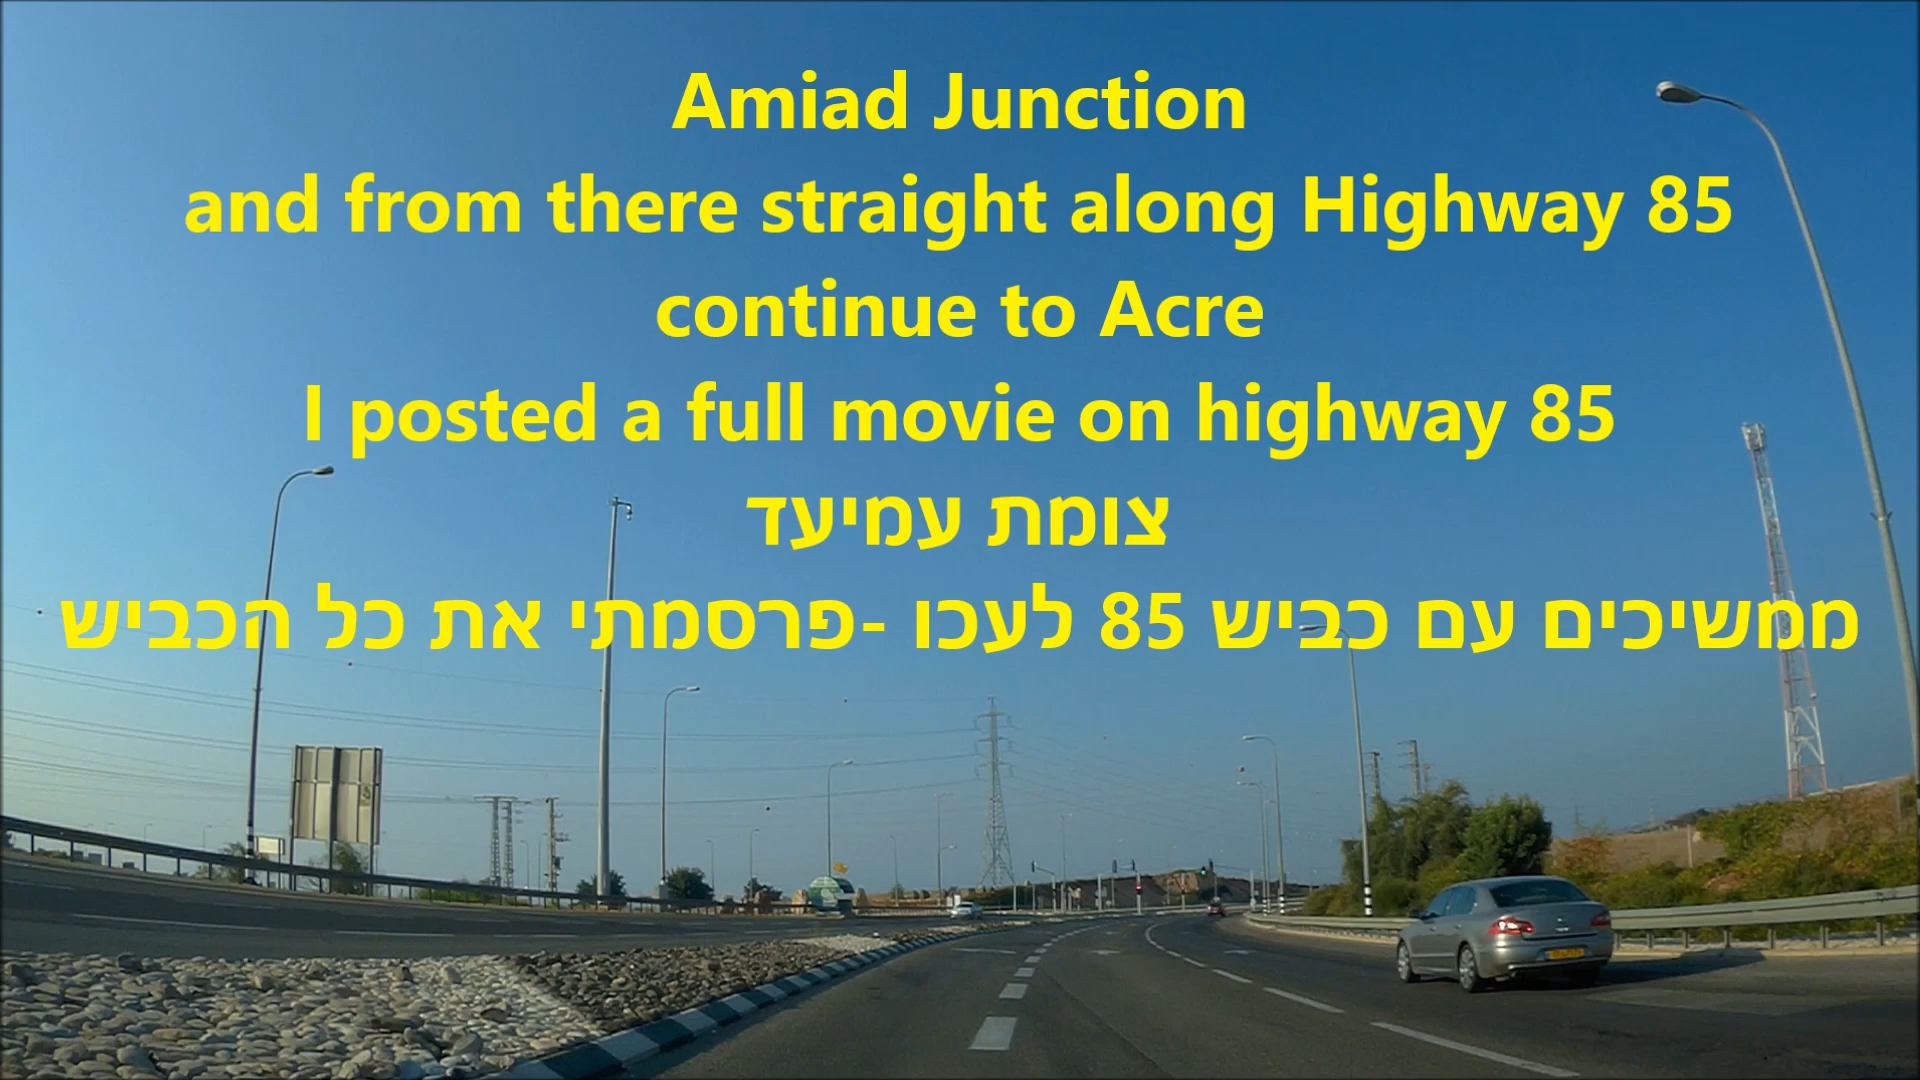 Amiad Junction
and from there straight along Highway 85
continue to Acre
I posted a full movie on highway 85
צומת עמיעד
ממשיכים עם כביש 85 לעכו -פרסמתי את כל הכביש